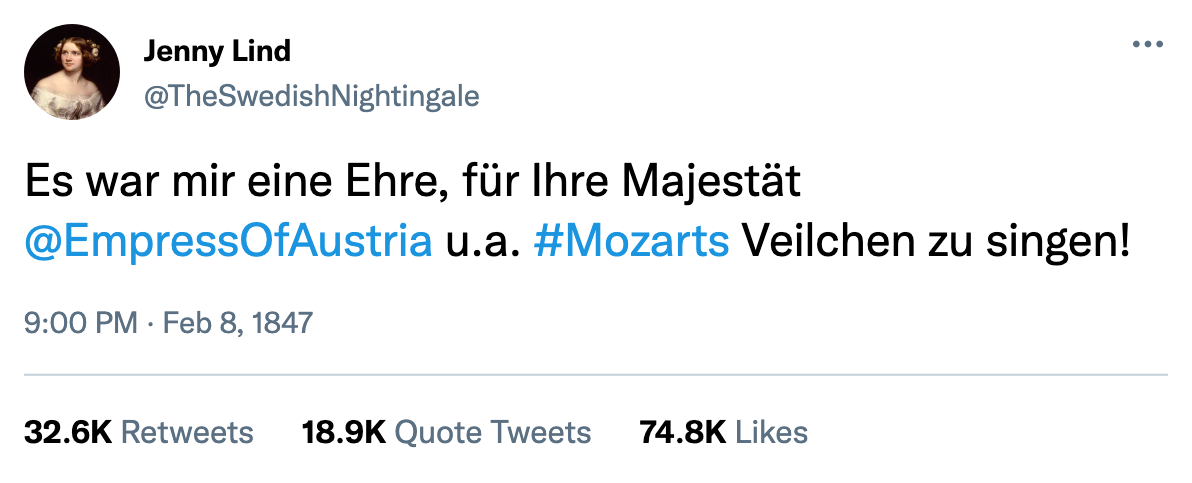 Jenny Lind
@TheSwedishNightingale
Es war mir eine Ehre, für Ihre Majestät
@EmpressOfAustria u.a. #Mozarts Veilchen zu singen!
9:00 PM · Feb 8, 1847
32.6K Retweets 18.9K Quote Tweets 74.8K Likes